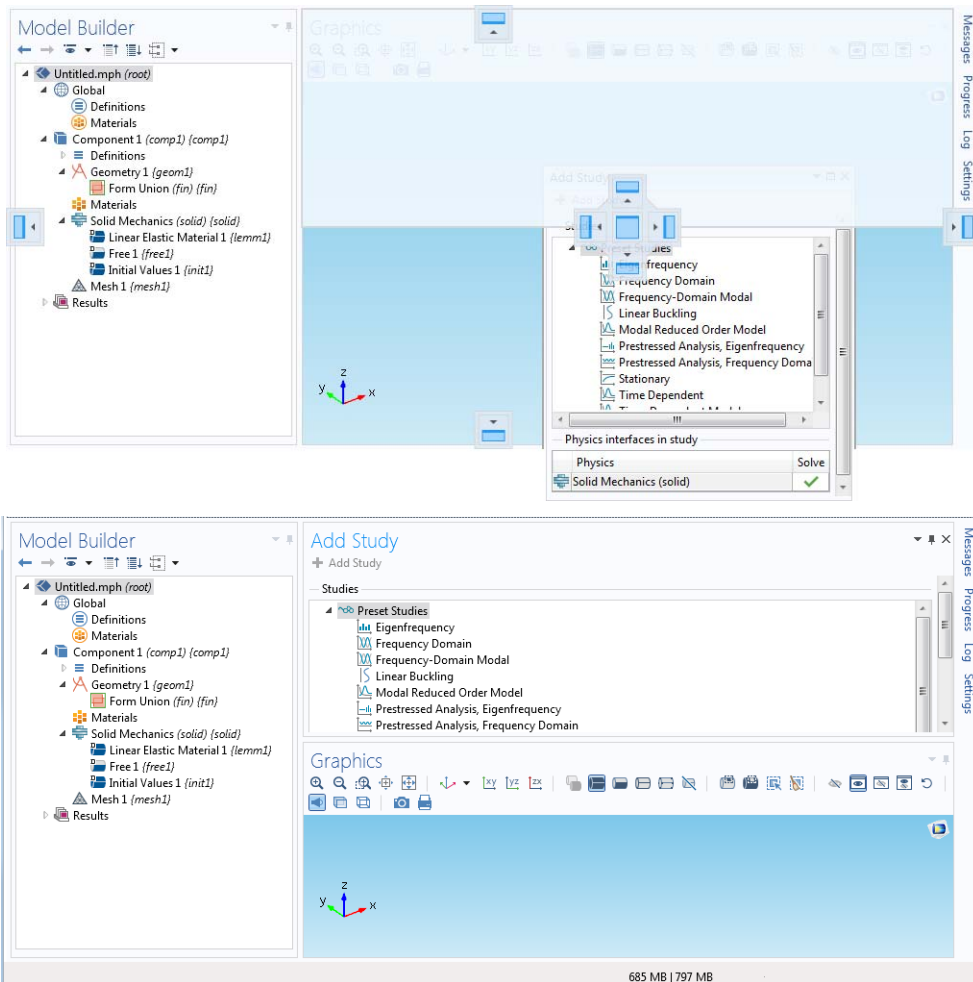 Model Builder
Untitled.mph (root)
Global
Definitions
Materials
Component 1 (comp1) {comp1}
Definitions
Geometry 1 {geom1}
Form Union (fin) {fin}
Materials
Solid Mechanics (solid) {solid}
Linear Elastic Material 1 {lemm1}
Free 1 {free1}
Initial Values 1 {init1}
Mesh 1 {mesh1}
Results
Graphics
z
y
x
Add Study
Preset Studies
Frequency Domain
Frequency-Domain Modal
Linear Buckling
Modal Reduced Order Model
Prestressed Analysis, Eigenfrequency
Prestressed Analysis, Frequency Doma
Stationary
Time Dependent
Physics interfaces in study
Physics Solve
Solid Mechanics (solid)
Messages Progress Log Settings
Model Builder
Untitled.mph (root)
Global
Definitions
Materials
Component 1 (comp1) {comp1}
Definitions
Geometry 1 {geom1}
Form Union (fin) {fin}
Materials
Solid Mechanics (solid) {solid}
Linear Elastic Material 1 {lemm1}
Free 1 {free1}
Initial Values 1 {init1}
Mesh 1 {mesh1}
Results
Add Study
Add Study
Studies
Preset Studies
Eigenfrequency
Frequency Domain
Frequency-Domain Modal
Linear Buckling
Modal Reduced Order Model
Prestressed Analysis, Eigenfrequency
Prestressed Analysis, Frequency Domain
Graphics
xy yz zx
z
y
x
Messages Progress Log Settings
685 MB | 797 MB